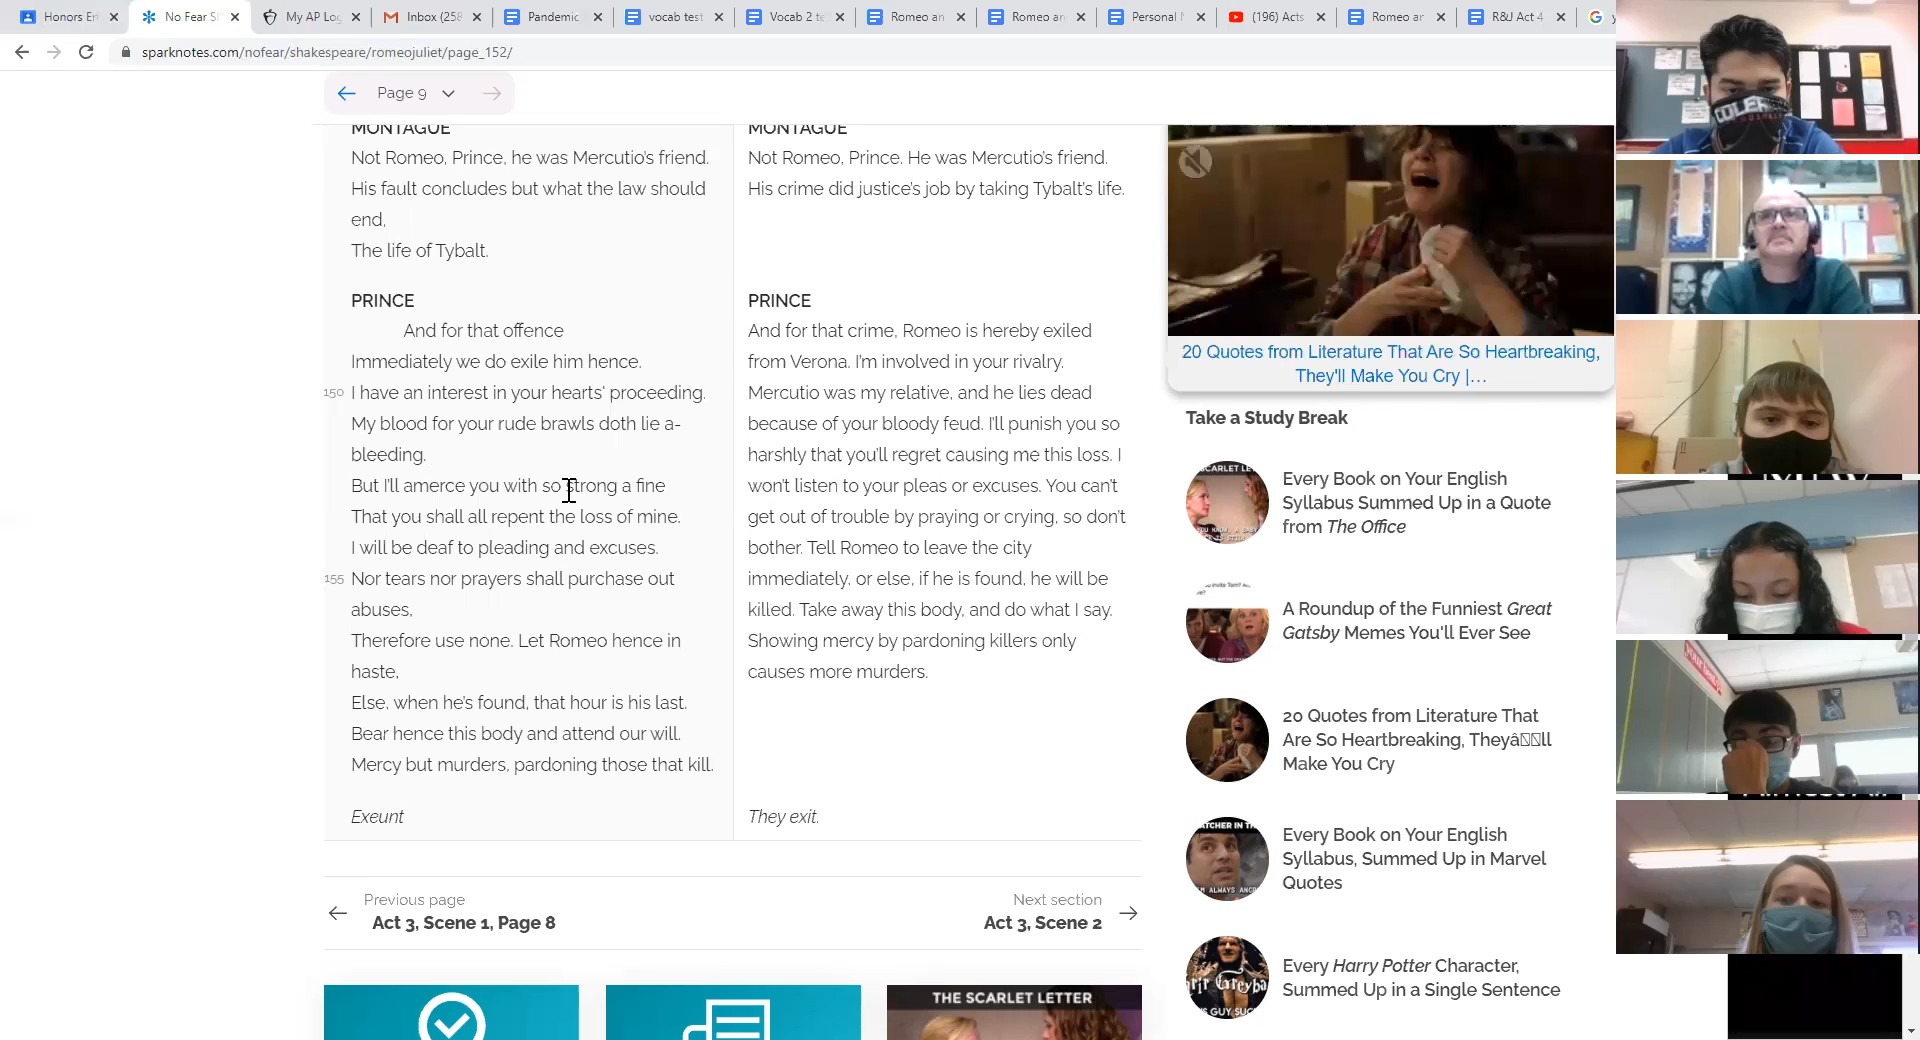 Honors En
No Fear Sh
My AP Log
Inbox (258
Pandemic
vocab test
Vocab 2 te
Romeo an
Romeo an
Personal N
(196) Acts
Romeo an
R&J Act 4
sparknotes.com/nofear/shakespeare/romeojuliet/page_152/
Page 9
MONTAGUE
Not Romeo, Prince, he was Mercutio's friend.
His fault concludes but what the law should
end,
The life of Tybalt.
PRINCE
And for that offence
Immediately we do exile him hence.
150 I have an interest in your hearts' proceeding.
My blood for your rude brawls doth lie a-
bleeding.
But I'll amerce you with so strong a fine
That you shall all repent the loss of mine.
I will be deaf to pleading and excuses.
155 Nor tears nor prayers shall purchase out
abuses,
Therefore use none. Let Romeo hence in
haste,
Else, when he's found, that hour is his last.
Bear hence this body and attend our will.
Mercy but murders, pardoning those that kill.
Exeunt
MONTAGUE
Not Romeo, Prince. He was Mercutio's friend.
His crime did justice's job by taking Tybalt's life.
PRINCE
And for that crime, Romeo is hereby exiled
from Verona. I'm involved in your rivalry.
Mercutio was my relative, and he lies dead
because of your bloody feud. I'll punish you so
harshly that you'll regret causing me this loss. I
won't listen to your pleas or excuses. You can't
get out of trouble by praying or crying, so don't
bother. Tell Romeo to leave the city
immediately, or else, if he is found, he will be
killed. Take away this body, and do what I say.
Showing mercy by pardoning killers only
causes more murders.
They exit.
Previous page
Act 3, Scene 1, Page 8
Next section
Act 3, Scene 2
THE SCARLET LETTER
20 Quotes from Literature That Are So Heartbreaking,
They'll Make You Cry |…
Take a Study Break
SCARLET LE
Every Book on Your English
Syllabus Summed Up in a Quote
from The Office
A Roundup of the Funniest Great
Gatsby Memes You'll Ever See
20 Quotes from Literature That
Are So Heartbreaking, Theyâll
Make You Cry
ATCHER IN TH
M ALWAYS ANGR
Every Book on Your English
Syllabus, Summed Up in Marvel
Quotes
rir Greyba
S GUY SUC
Every Harry Potter Character,
Summed Up in a Single Sentence